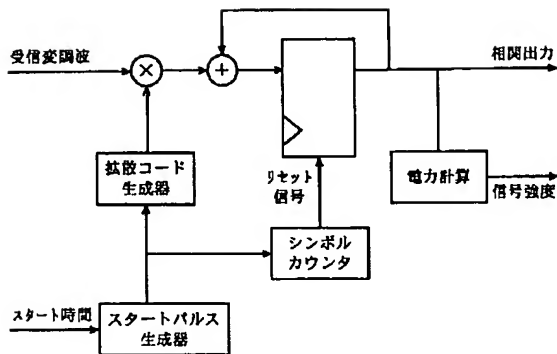 受信変調波
×
+
相関出力
拡散コード
生成器
リセット
信号
電力計算
信号強度
シンボル
カウンタ
スタート時間
スタートパルス
生成器